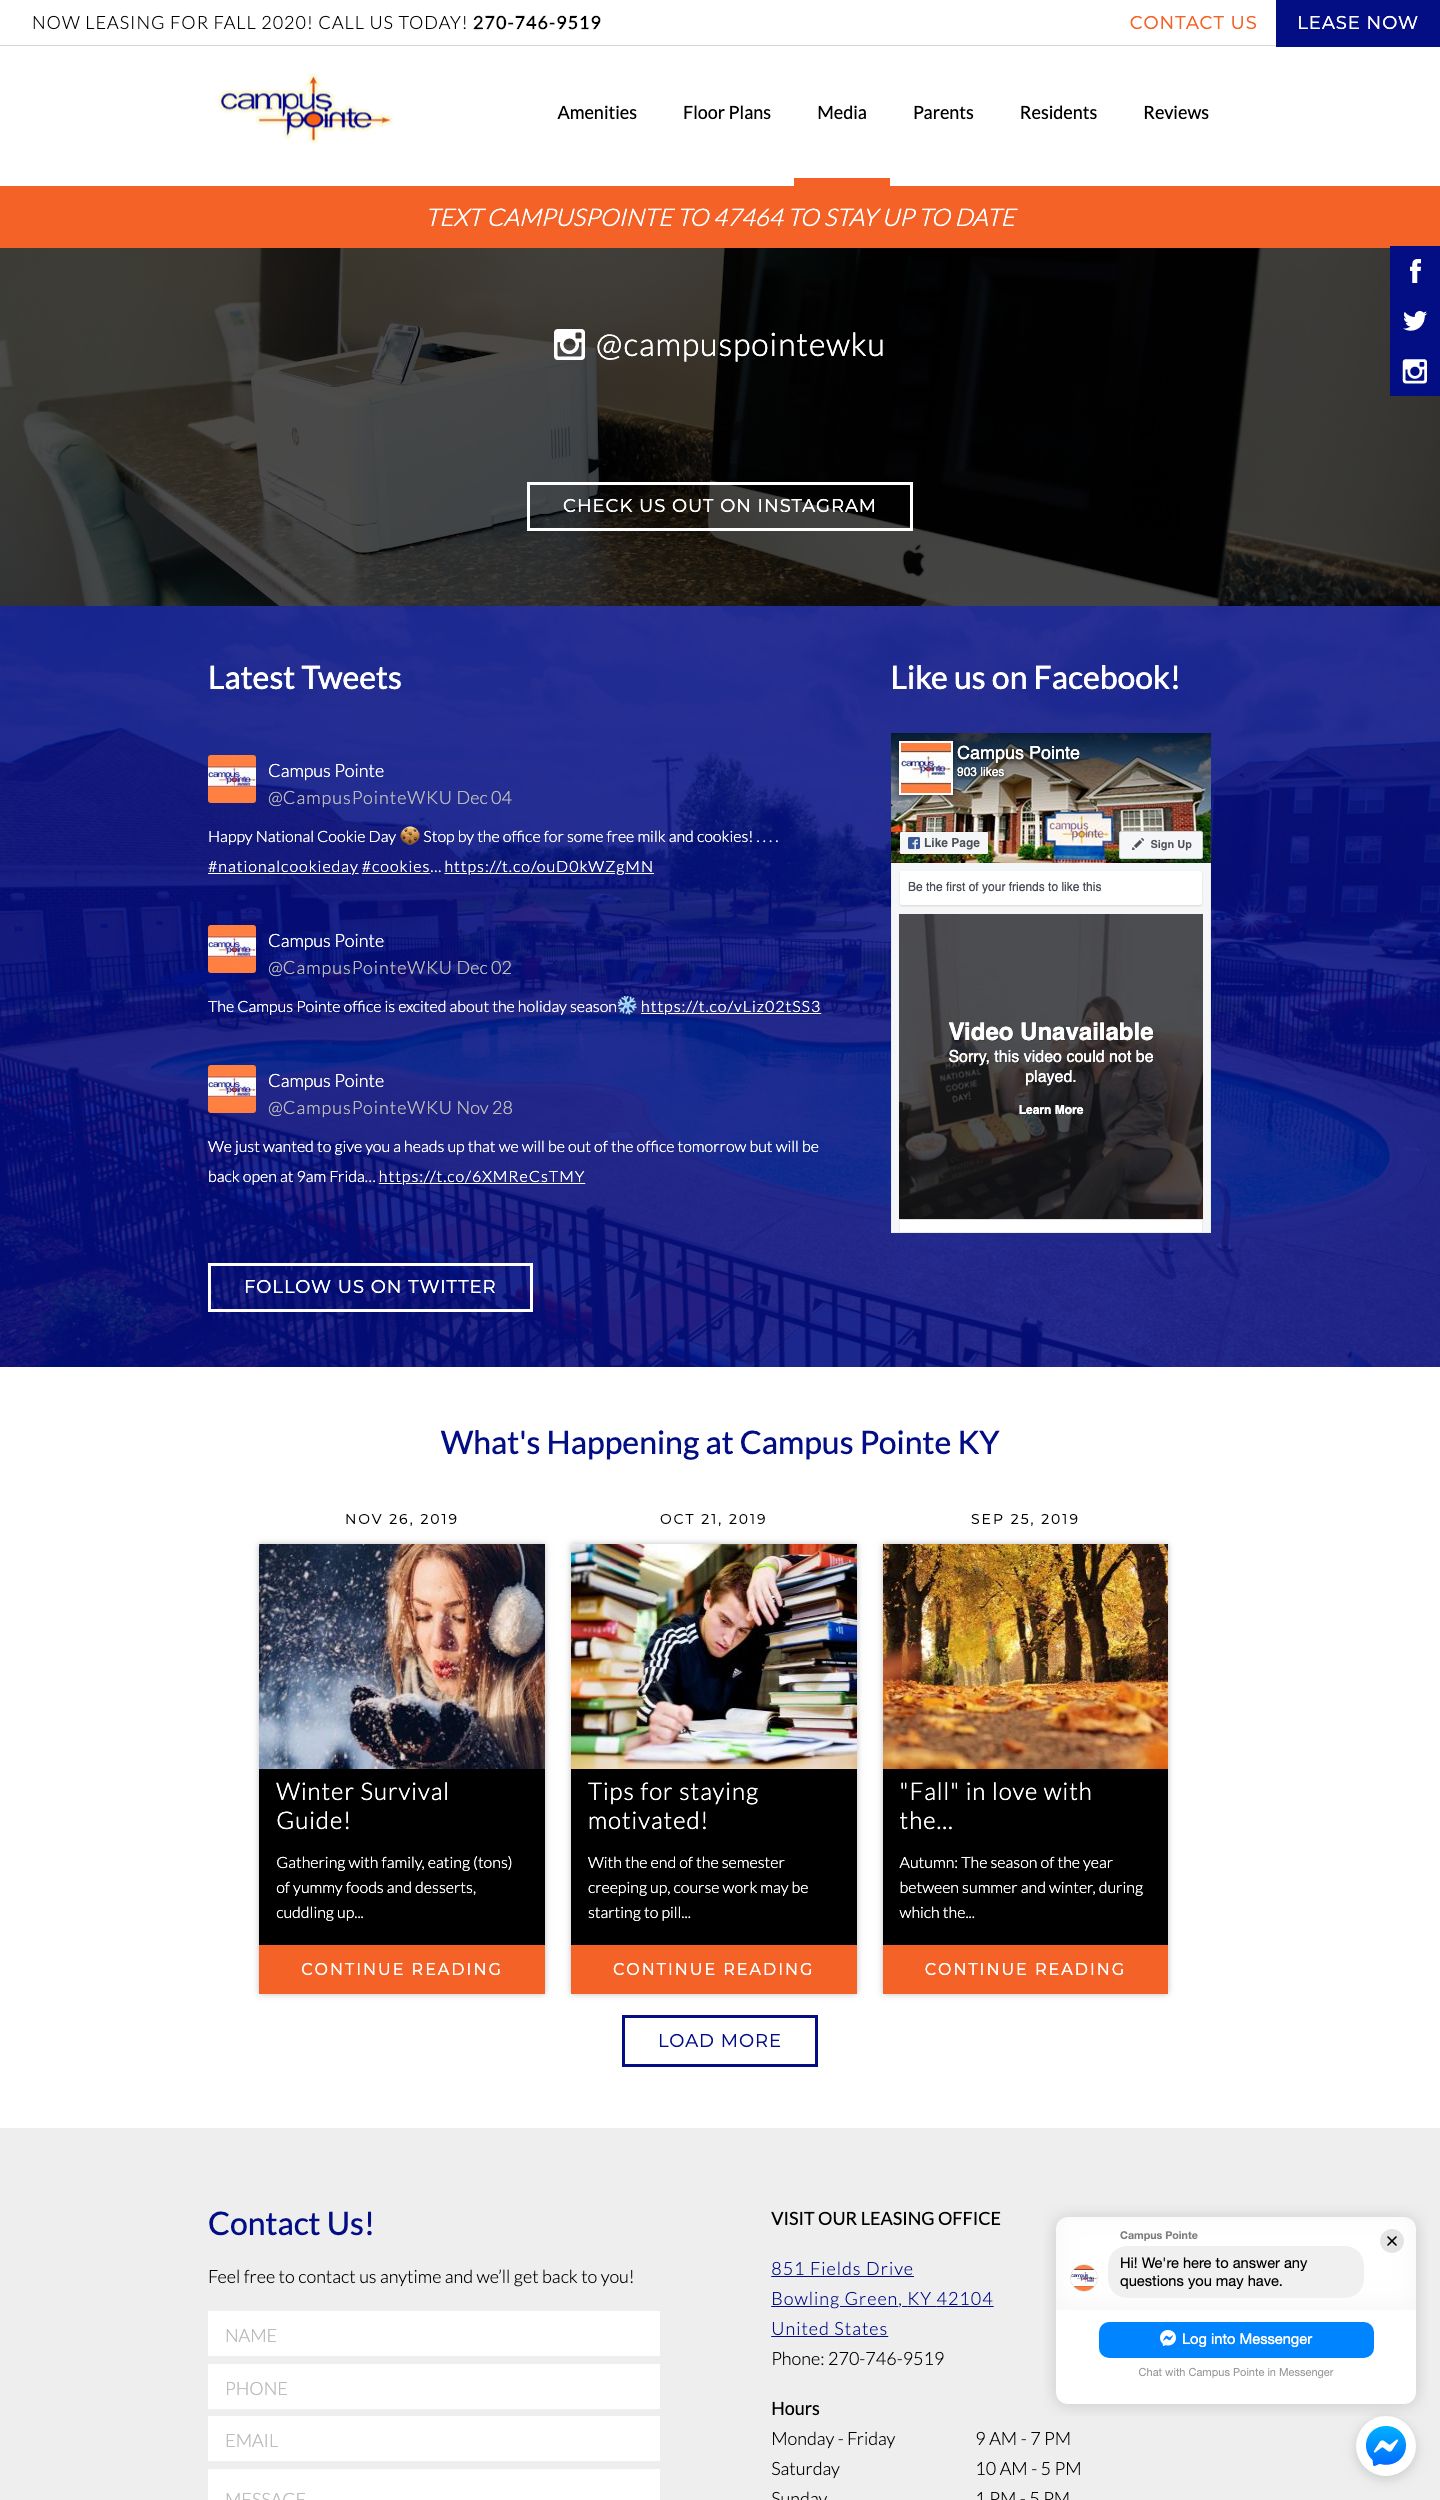 NOW LEASING FOR FALL 2020! CALL US TODAY! 270-746-9519
CONTACT US
LEASE NOW
campus pointe
Amenities
Floor Plans
Media
Parents
Residents
Reviews
TEXT CAMPUSPOINTE TO 47464 TO STAY UP TO DATE
@campuspointewku
CHECK US OUT ON INSTAGRAM
Latest Tweets
Campus Pointe
@CampusPointeWKU Dec 04
Happy National Cookie Day 🍪 Stop by the office for some free milk and cookies! . . . .
#nationalcookieday #cookies... https://t.co/ouD0kWZgMN
Campus Pointe
@CampusPointeWKU Dec 02
The Campus Pointe office is excited about the holiday season❄️ https://t.co/vLiz02tSS3
Campus Pointe
@CampusPointeWKU Nov 28
We just wanted to give you a heads up that we will be out of the office tomorrow but will be
back open at 9am Frida... https://t.co/6XMReCsTMY
FOLLOW US ON TWITTER
Like us on Facebook!
Campus Pointe
903 likes
campus pointe
Like Page
Sign Up
Be the first of your friends to like this
HAPPY
NATIONAL
COOKIE
DAY!
Video Unavailable
Sorry, this video could not be
played.
Learn More
What's Happening at Campus Pointe KY
NOV 26, 2019
Winter Survival
Guide!
Gathering with family, eating (tons)
of yummy foods and desserts,
cuddling up...
CONTINUE READING
OCT 21, 2019
Tips for staying
motivated!
With the end of the semester
creeping up, course work may be
starting to pill...
CONTINUE READING
SEP 25, 2019
"Fall" in love with
the...
Autumn: The season of the year
between summer and winter, during
which the...
CONTINUE READING
LOAD MORE
Contact Us!
Feel free to contact us anytime and we'll get back to you!
NAME
PHONE
EMAIL
MESSAGE
VISIT OUR LEASING OFFICE
851 Fields Drive
Bowling Green, KY 42104
United States
Phone: 270-746-9519
Hours
Monday - Friday 9 AM - 7 PM
Saturday 10 AM - 5 PM
Sunday 1 PM - 5 PM
Campus Pointe
Hi! We're here to answer any
questions you may have.
Log into Messenger
Chat with Campus Pointe in Messenger